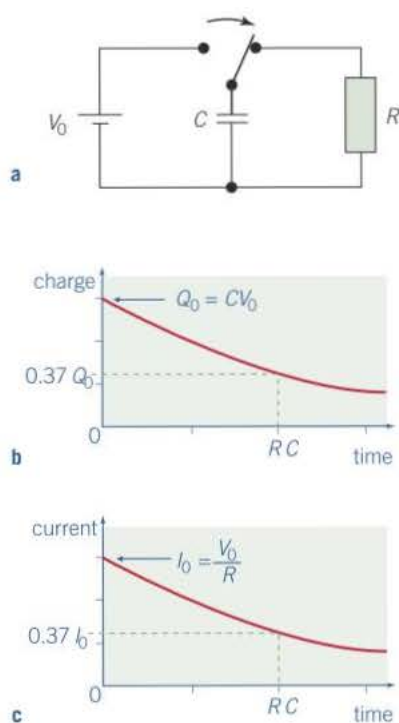 V₀
C
R
a
charge
Q₀ = CV₀
0.37 Q₀
0
RC
time
b
current
I₀ = V₀/R
0.37 I₀
0
RC
time
c